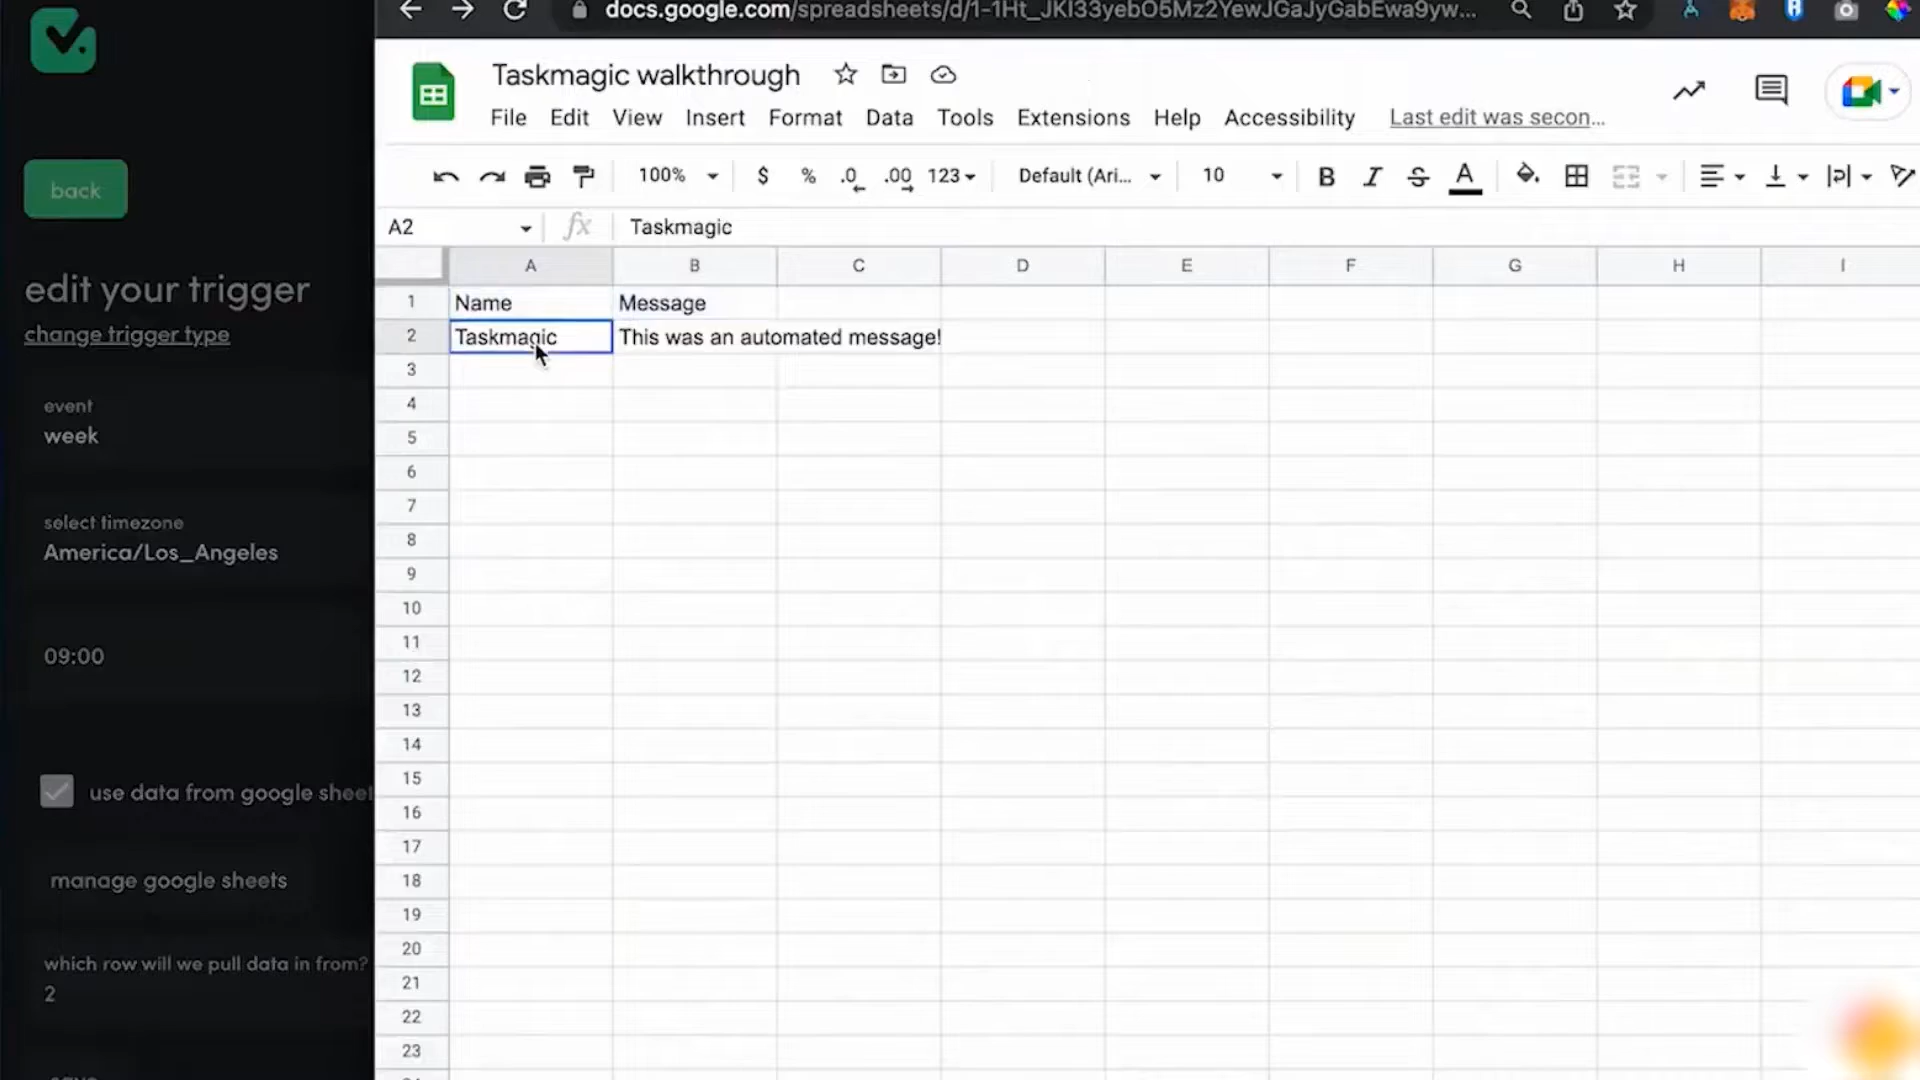 docs.google.com/spreadsheets/d/1-1Ht_JKI33yebO5Mz2YewJGaJyGabEwa9yw...
Taskmagic walkthrough
File Edit View Insert Format Data Tools Extensions Help Accessibility Last edit was secon...
100% $ % .0 .00 123 Default (Ari... 10 B I S A
A2 fx Taskmagic
A B C D E F G H I
1 Name Message
2 Taskmagic This was an automated message!
3
4
5
6
7
8
9
10
11
12
13
14
15
16
17
18
19
20
21
22
23
back
edit your trigger
change trigger type
event
week
select timezone
America/Los_Angeles
09:00
use data from google sheet
manage google sheets
which row will we pull data in from?
2